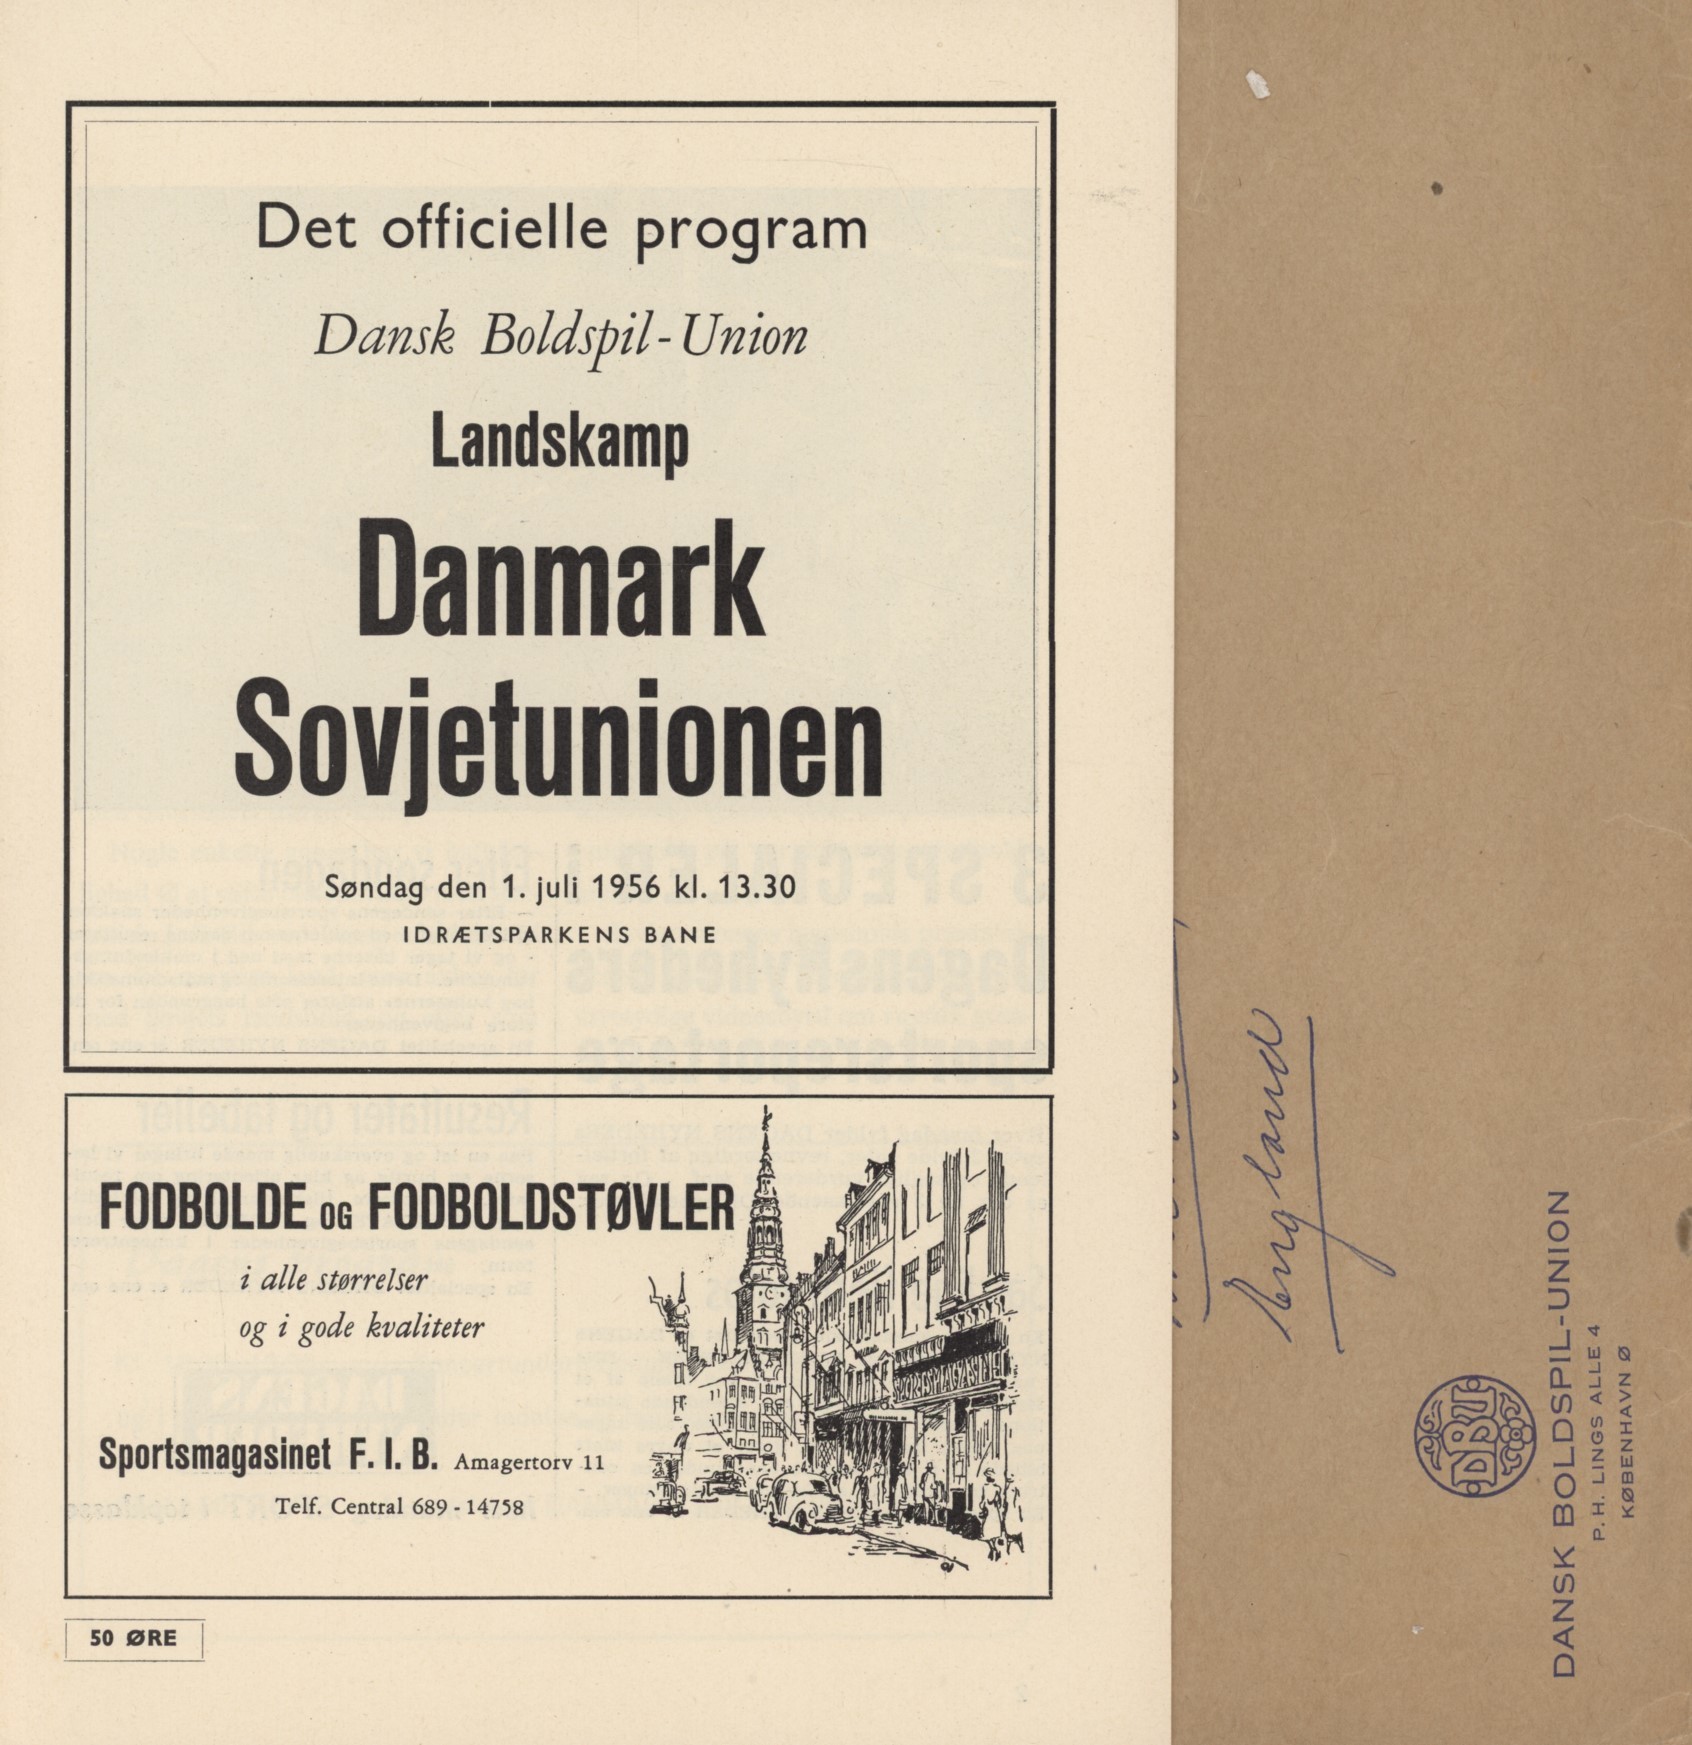 Det officielle program
Dansk Boldspil-Union
Landskamp
Danmark
Sovjetunionen
Søndag den 1. juli 1956 kl. 13.30
IDRÆTSPARKENS BANE
FODBOLDE OG FODBOLDSTØVLER
i alle størrelser
og i gode kvaliteter
SPORTSMAGASINET
Sportsmagasinet F. I. B. Amagertorv 11
Telf. Central 689 - 14758
50 ØRE
England
DBU
DANSK BOLDSPIL-UNION
P. H. LINGS ALLE 4
KØBENHAVN Ø